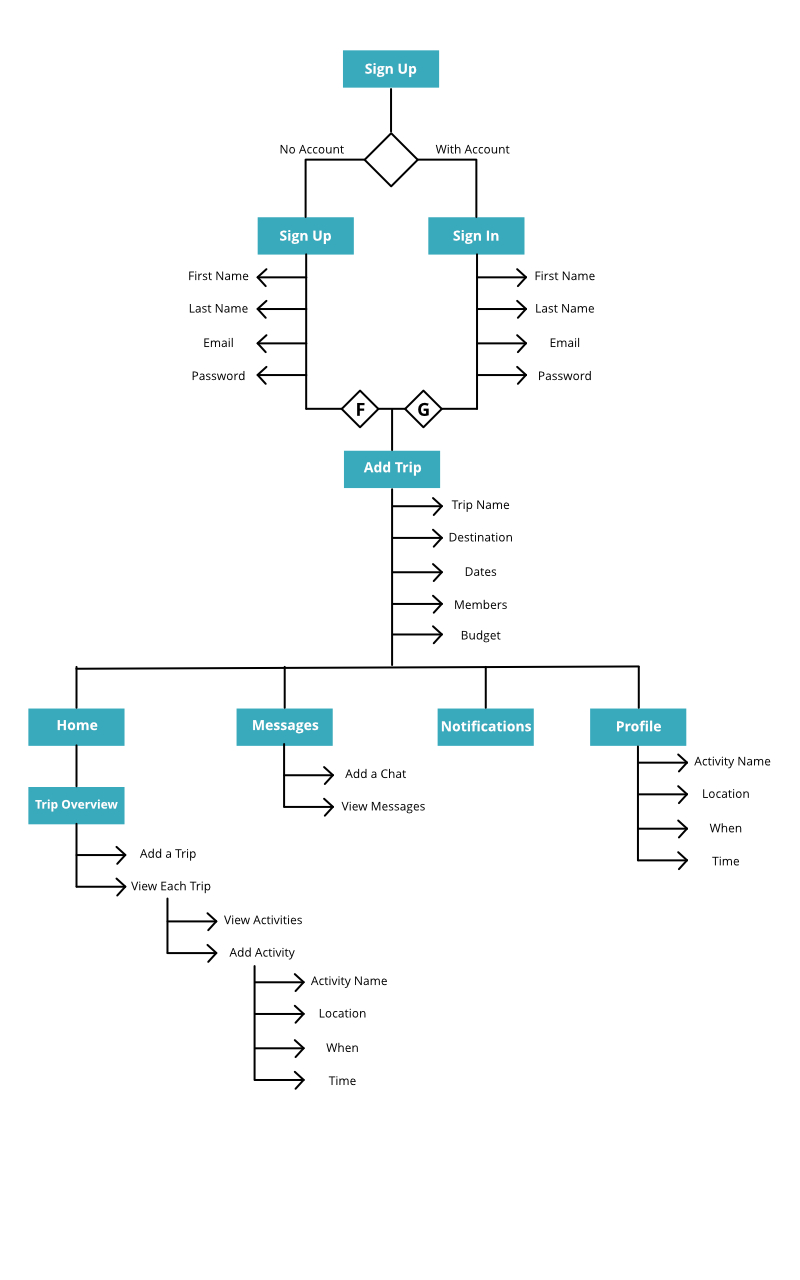 Sign Up
No Account
With Account
Sign Up
Sign In
First Name
Last Name
Email
Password
First Name
Last Name
Email
Password
F
G
Add Trip
Trip Name
Destination
Dates
Members
Budget
Home
Messages
Notifications
Profile
Trip Overview
Add a Trip
View Each Trip
View Activities
Add Activity
Activity Name
Location
When
Time
Add a Chat
View Messages
Activity Name
Location
When
Time